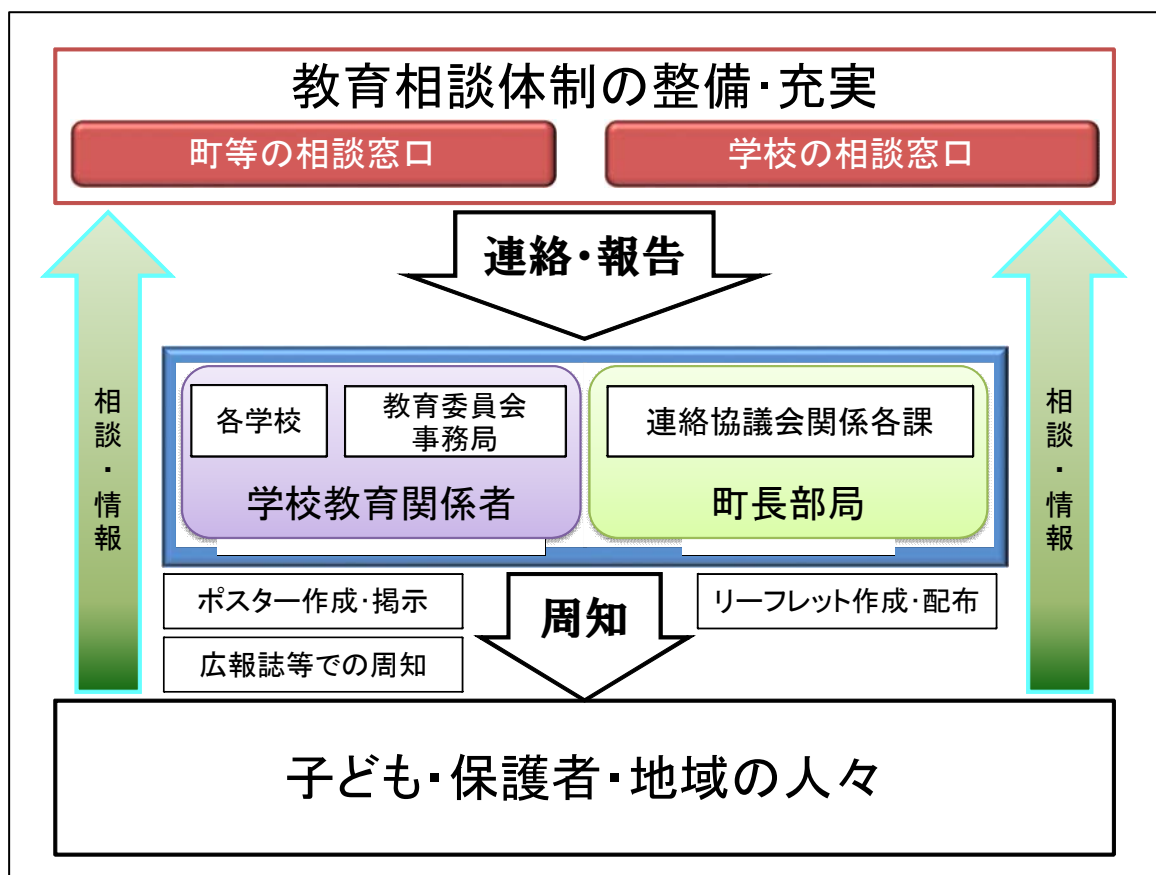 教育相談体制の整備・充実
町等の相談窓口
学校の相談窓口
連絡・報告
相談・情報
各学校
教育委員会
事務局
学校教育関係者
連絡協議会関係各課
町長部局
相談・情報
ポスター作成・掲示
広報誌等での周知
周知
リーフレット作成・配布
子ども・保護者・地域の人々